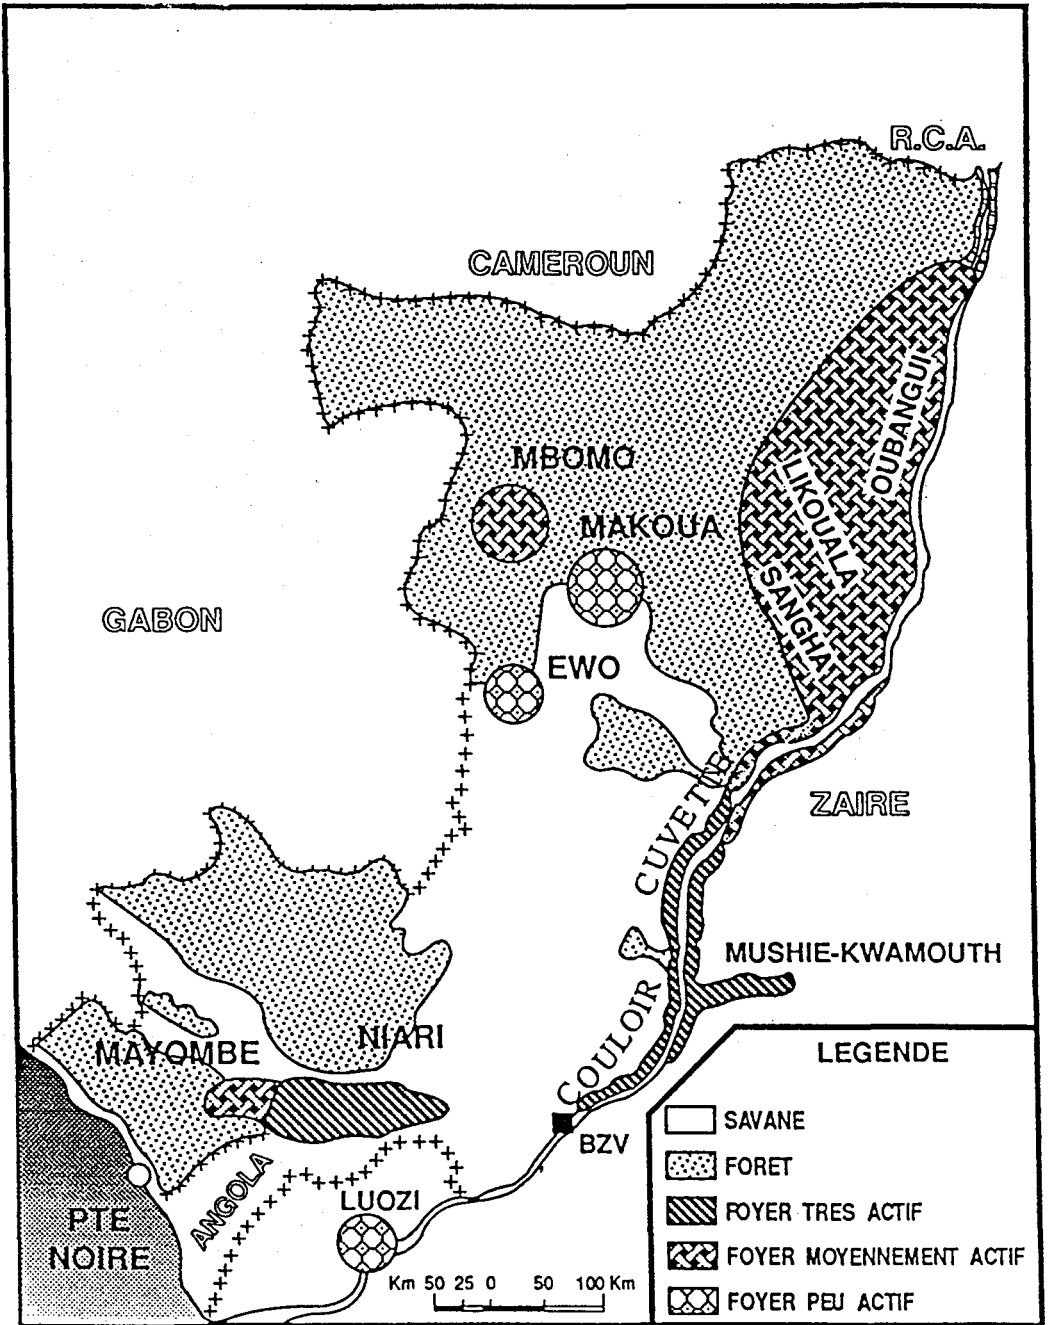 R.C.A.
CAMEROUN
OUBANGUI
MBOMO
LIKOUALA
MAKOUA
SANGHA
GABON
EWO
ZAIRE
CUVETTE
MUSHIE-KWAMOUTH
COULOIR
NIARI
MAYOMBE
BZV
ANGOLA
LUOZI
PTE
NOIRE
Km 50 25 0 50 100 Km
LEGENDE
SAVANE
FORET
FOYER TRES ACTIF
FOYER MOYENNEMENT ACTIF
FOYER PEU ACTIF